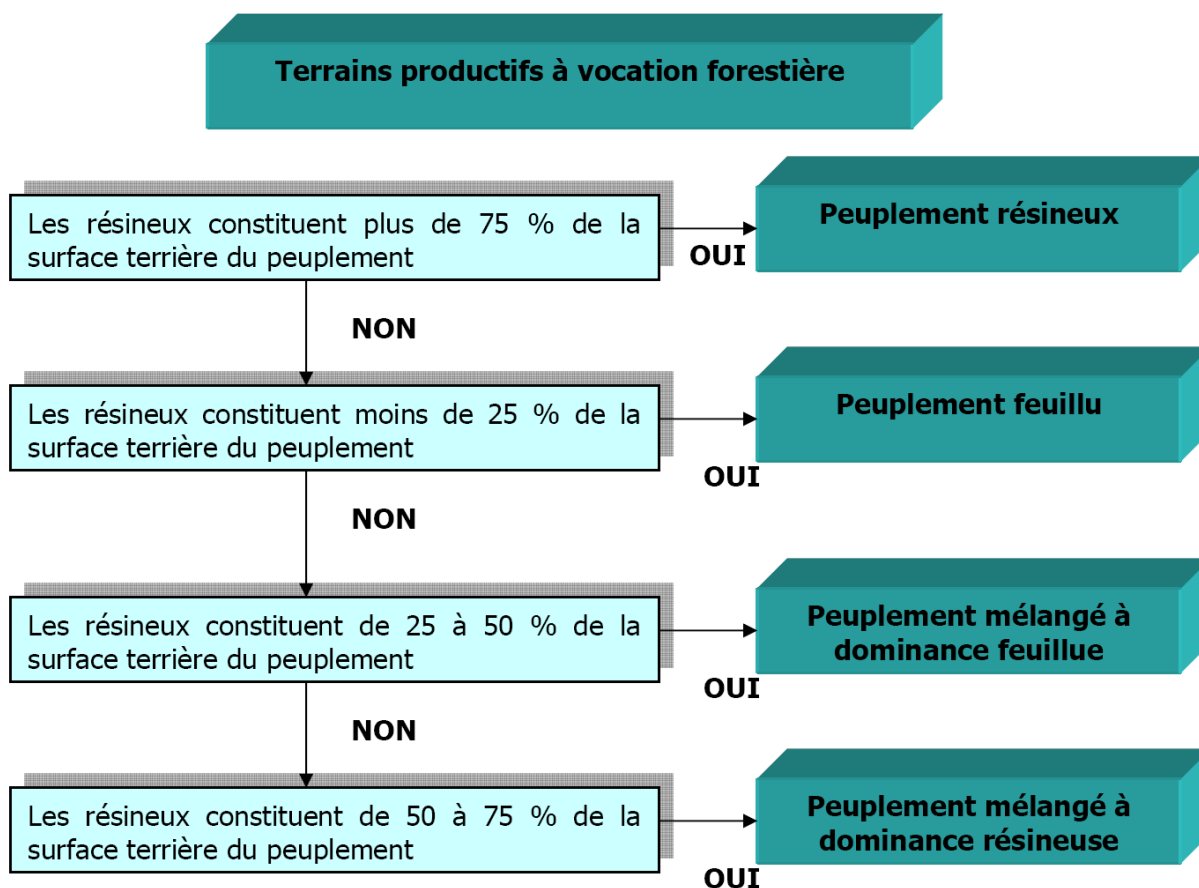 Terrains productifs à vocation forestière
Les résineux constituent plus de 75 % de la
surface terrière du peuplement
OUI
Peuplement résineux
NON
Les résineux constituent moins de 25 % de la
surface terrière du peuplement
OUI
Peuplement feuillu
NON
Les résineux constituent de 25 à 50 % de la
surface terrière du peuplement
OUI
Peuplement mélangé à
dominance feuillue
NON
Les résineux constituent de 50 à 75 % de la
surface terrière du peuplement
OUI
Peuplement mélangé à
dominance résineuse